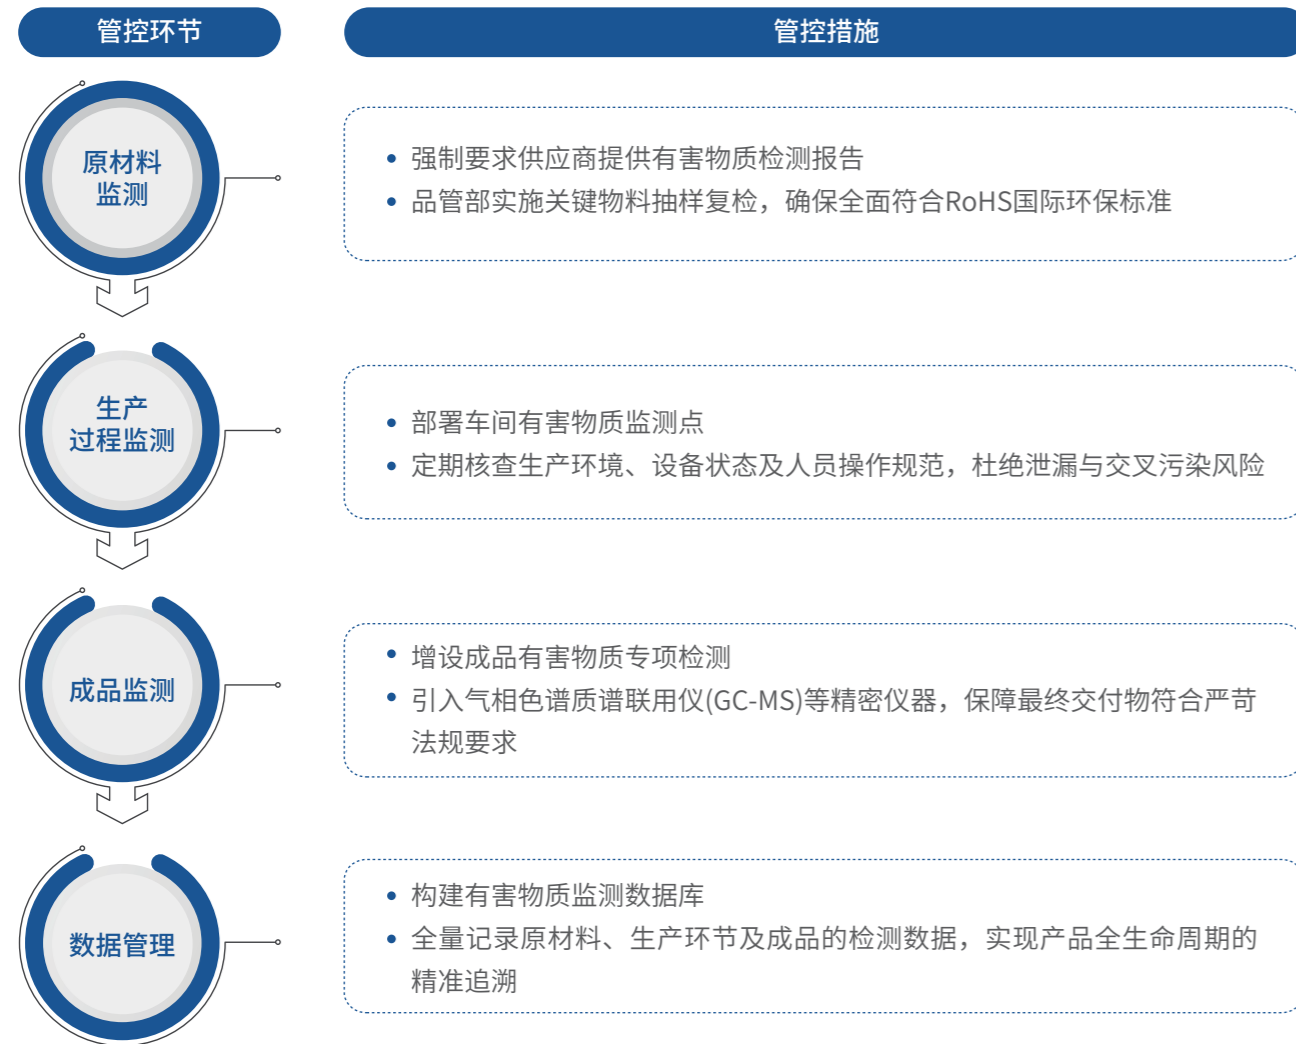 管控环节
管控措施
原材料
监测
• 强制要求供应商提供有害物质检测报告
• 品管部实施关键物料抽样复检，确保全面符合RoHS国际环保标准
生产
过程监测
• 部署车间有害物质监测点
• 定期核查生产环境、设备状态及人员操作规范，杜绝泄漏与交叉污染风险
成品监测
• 增设成品有害物质专项检测
• 引入气相色谱质谱联用仪(GC-MS)等精密仪器，保障最终交付物符合严苛
法规要求
数据管理
• 构建有害物质监测数据库
• 全量记录原材料、生产环节及成品的检测数据，实现产品全生命周期的
精准追溯